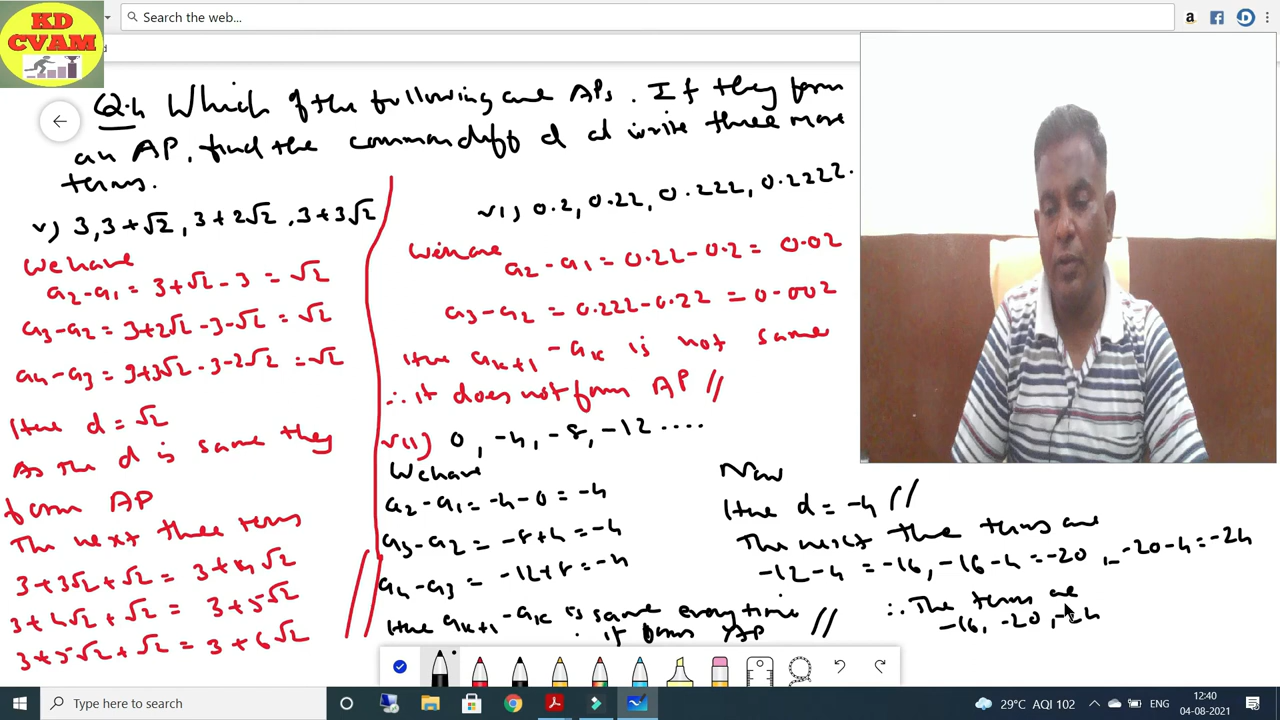 Search the web...
KD
CVAM
Q.4 Which of the following are APs. If they form
an AP, find the common diff d d write three more
terms.
v) 3, 3+√2, 3+2√2, 3+3√2
We have
a2-a1 = 3+√2-3 = √2
a3-a2 = 3+2√2-3-√2 = √2
a4-a3 = 3+3√2-3-2√2 = √2
Here d = √2
As the d is same they
form AP
The next three terms
3+3√2+√2 = 3+4√2
3+4√2+√2 = 3+5√2
3+5√2+√2 = 3+6√2 //
vi) 0.2, 0.22, 0.222, 0.2222.
We have
a2-a1 = 0.22-0.2 = 0.02
a3-a2 = 0.222-0.22 = 0.002
Here ak+1-ak is not same
∴ it does not form AP //
vii) 0, -4, -8, -12 ....
We have
a2-a1 = -4-0 = -4
a3-a2 = -8+4 = -4
a4-a3 = -12+8 = -4
Here ak+1-ak is same every time
∴ it forms AP //
Now
Here d = -4 //
The next three terms are
-12-4 = -16, -16-4 = -20, -20-4 = -24
∴ The terms are
-16, -20, -24
Type here to search
29°C AQI 102
ENG
12:40
04-08-2021